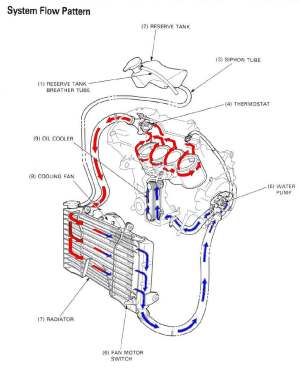 System Flow Pattern
(2) RESERVE TANK
(3) SIPHON TUBE
(1) RESERVE TANK
BREATHER TUBE
(4) THERMOSTAT
(9) OIL COOLER
(8) COOLING FAN
(5) WATER
PUMP
(7) RADIATOR
(6) FAN MOTOR
SWITCH